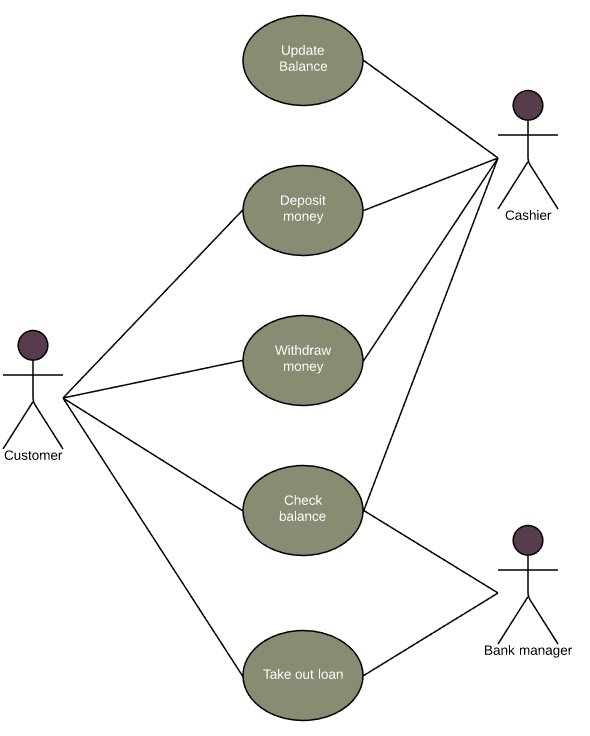 Update
Balance
Deposit
money
Cashier
Withdraw
money
Customer
Check
balance
Bank manager
Take out loan